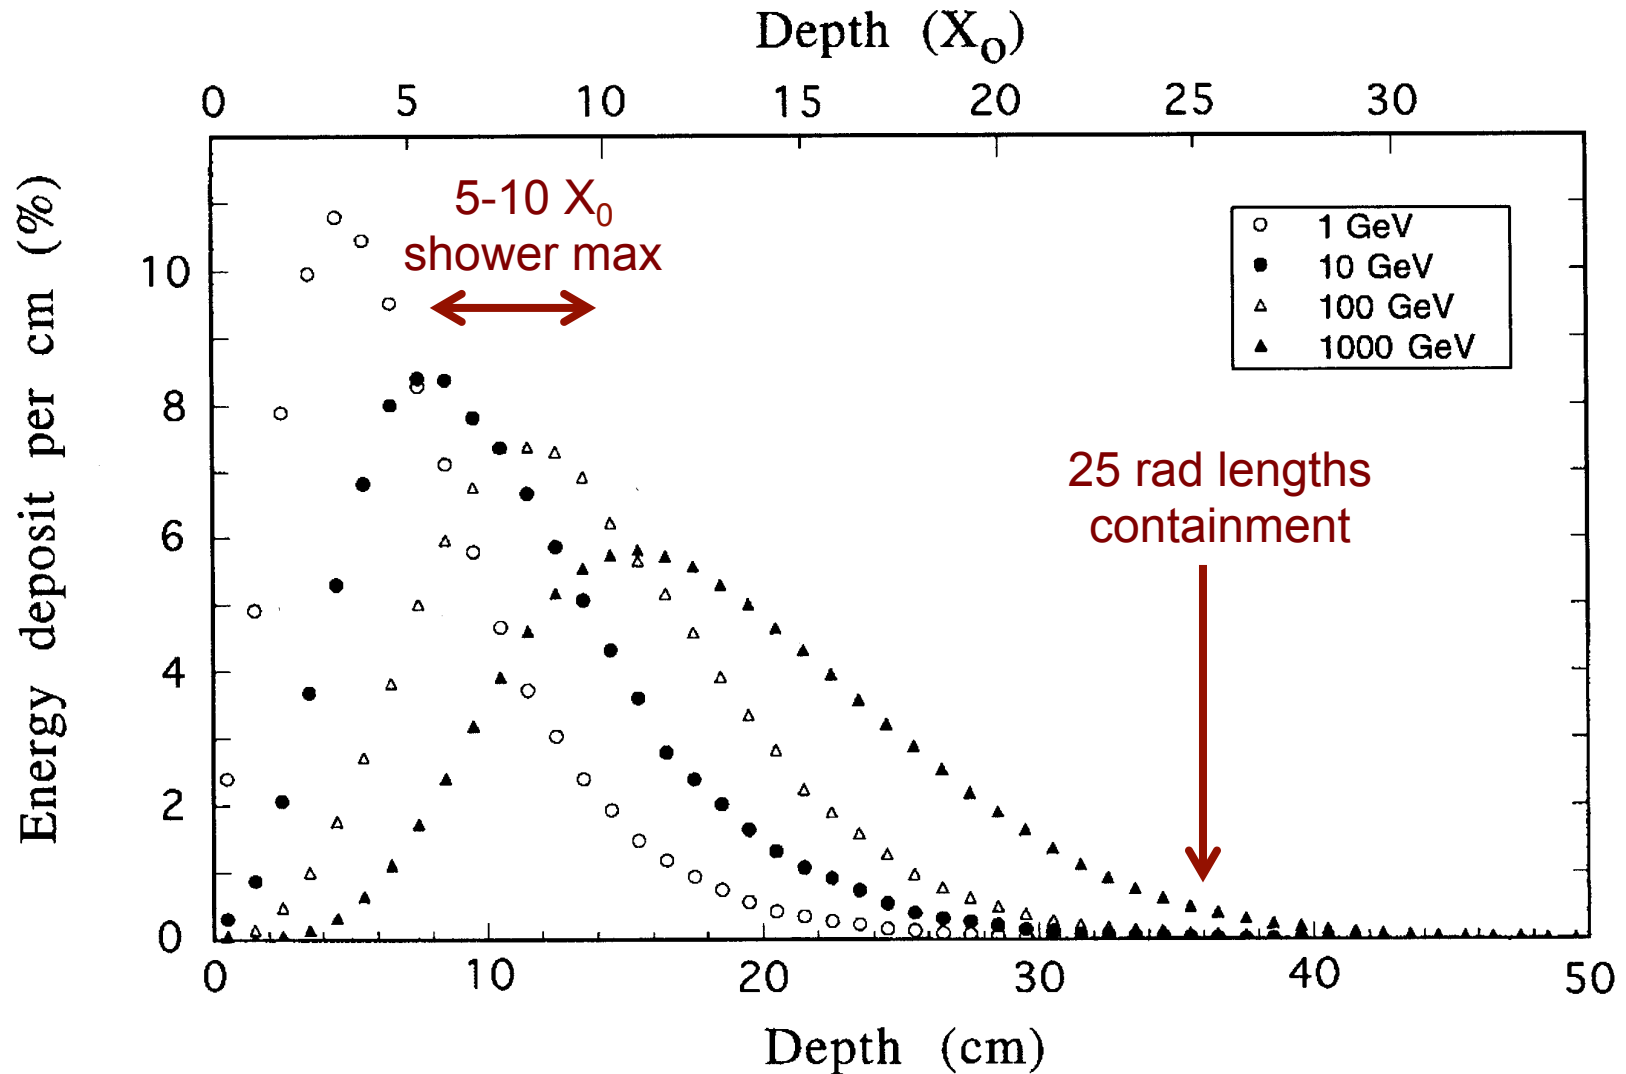 Depth (X₀)
0 5 10 15 20 25 30
Energy deposit per cm (%)
10
8
6
4
2
0
5-10 X₀
shower max
1 GeV
10 GeV
100 GeV
1000 GeV
25 rad lengths
containment
0 10 20 30 40 50
Depth (cm)